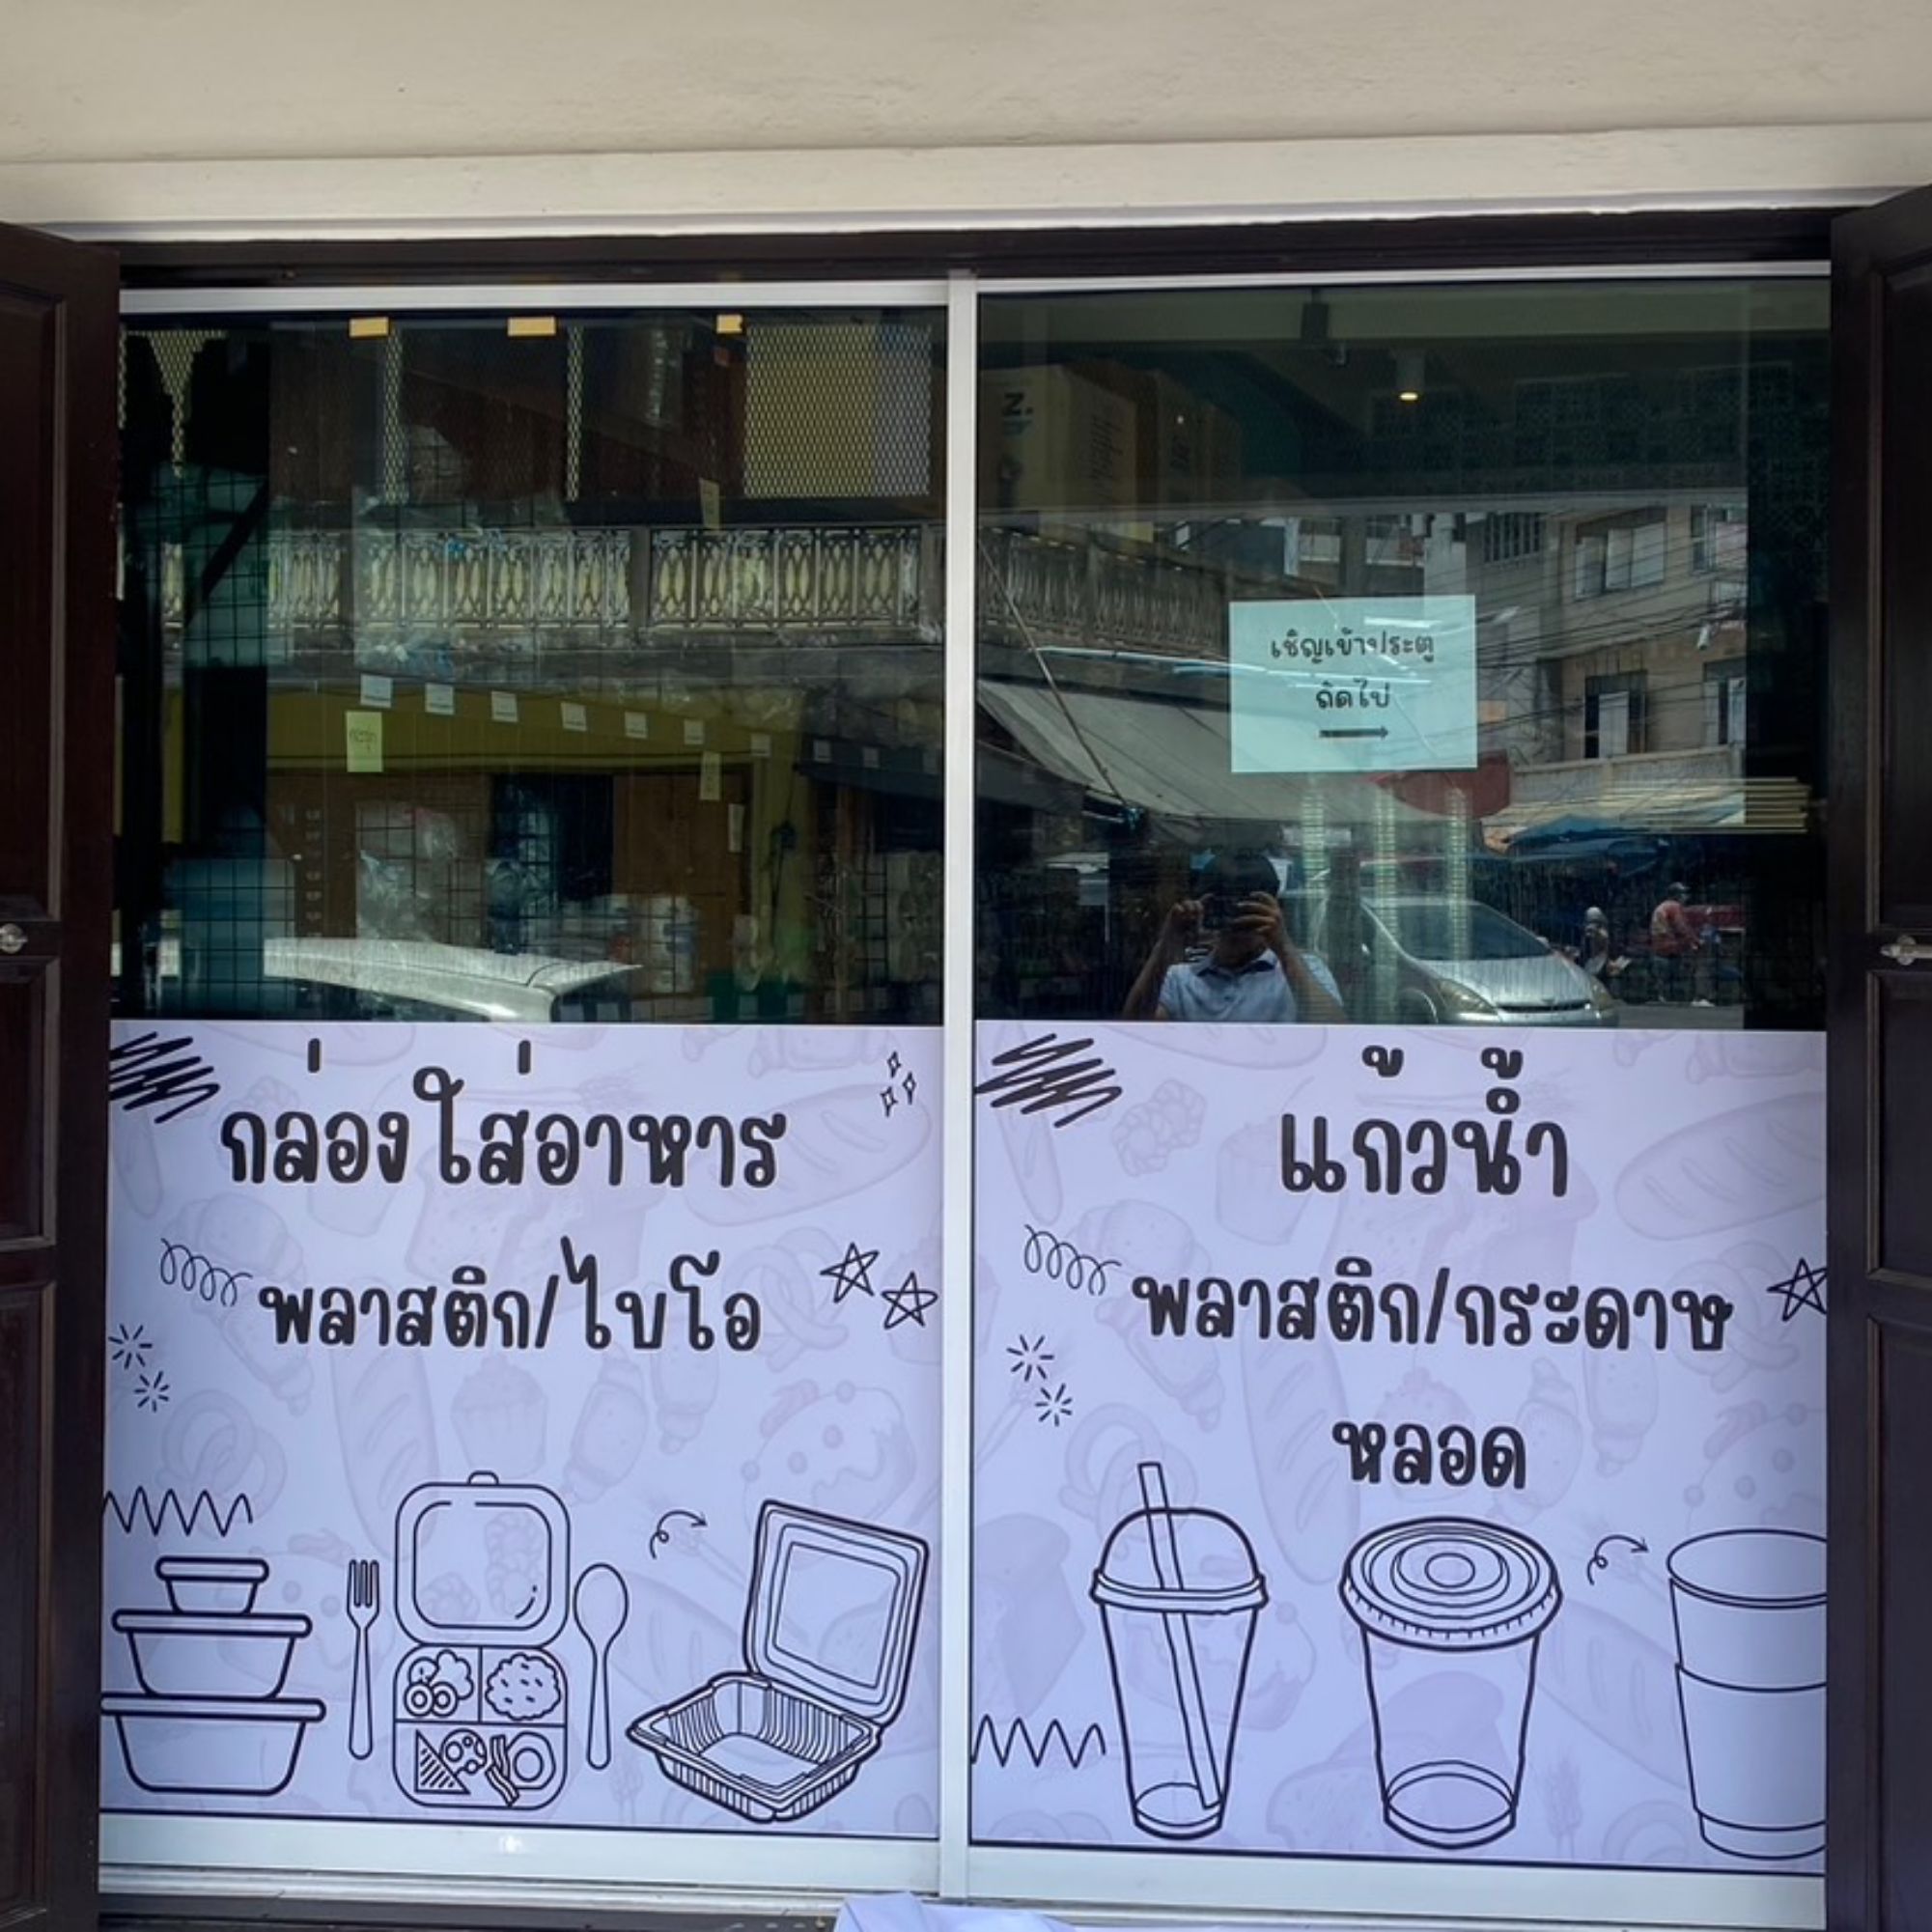 เชิญเข้าประตู
ถัดไป
กล่องใส่อาหาร
พลาสติก/ไบโอ
แก้วน้ำ
พลาสติก/กระดาษ
หลอด